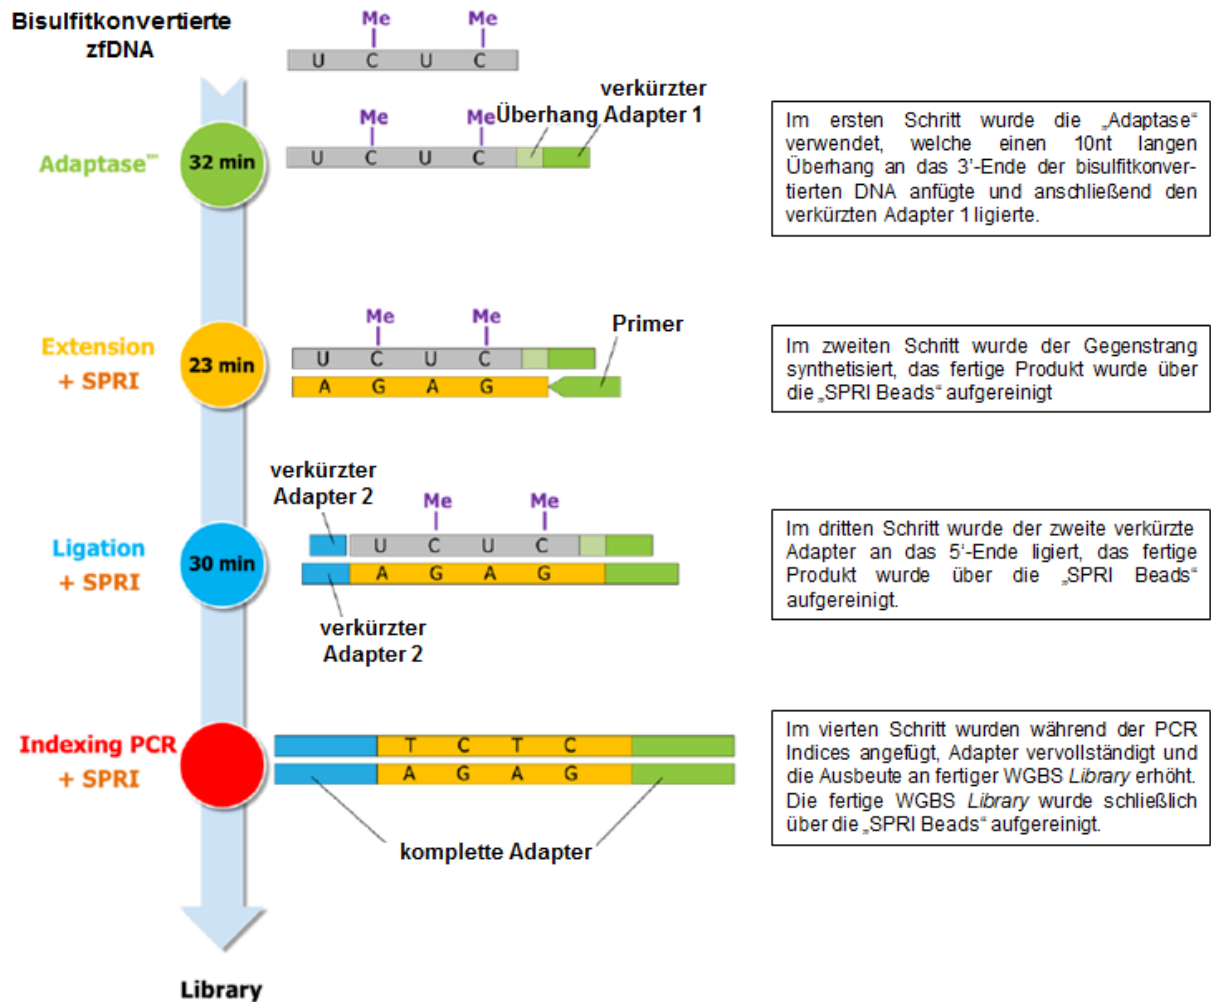 Bisulfitkonvertierte
zfDNA
Me Me
U C U C
verkürzter
Me Me Überhang Adapter 1
U C U C
Adaptase™
32 min
Im ersten Schritt wurde die „Adaptase“
verwendet, welche einen 10nt langen
Überhang an das 3'-Ende der bisulfitkonver-
tierten DNA anfügte und anschließend den
verkürzten Adapter 1 ligierte.
Me Me
Primer
U C U C
A G A G
Extension
+ SPRI
23 min
Im zweiten Schritt wurde der Gegenstrang
synthetisiert, das fertige Produkt wurde über
die „SPRI Beads“ aufgereinigt
verkürzter
Adapter 2
Me Me
U C U C
A G A G
verkürzter
Adapter 2
Ligation
+ SPRI
30 min
Im dritten Schritt wurde der zweite verkürzte
Adapter an das 5'-Ende ligiert, das fertige
Produkt wurde über die „SPRI Beads“
aufgereinigt.
Indexing PCR
+ SPRI
T C T C
A G A G
komplette Adapter
Im vierten Schritt wurden während der PCR
Indices angefügt, Adapter vervollständigt und
die Ausbeute an fertiger WGBS Library erhöht.
Die fertige WGBS Library wurde schließlich
über die „SPRI Beads“ aufgereinigt.
Library